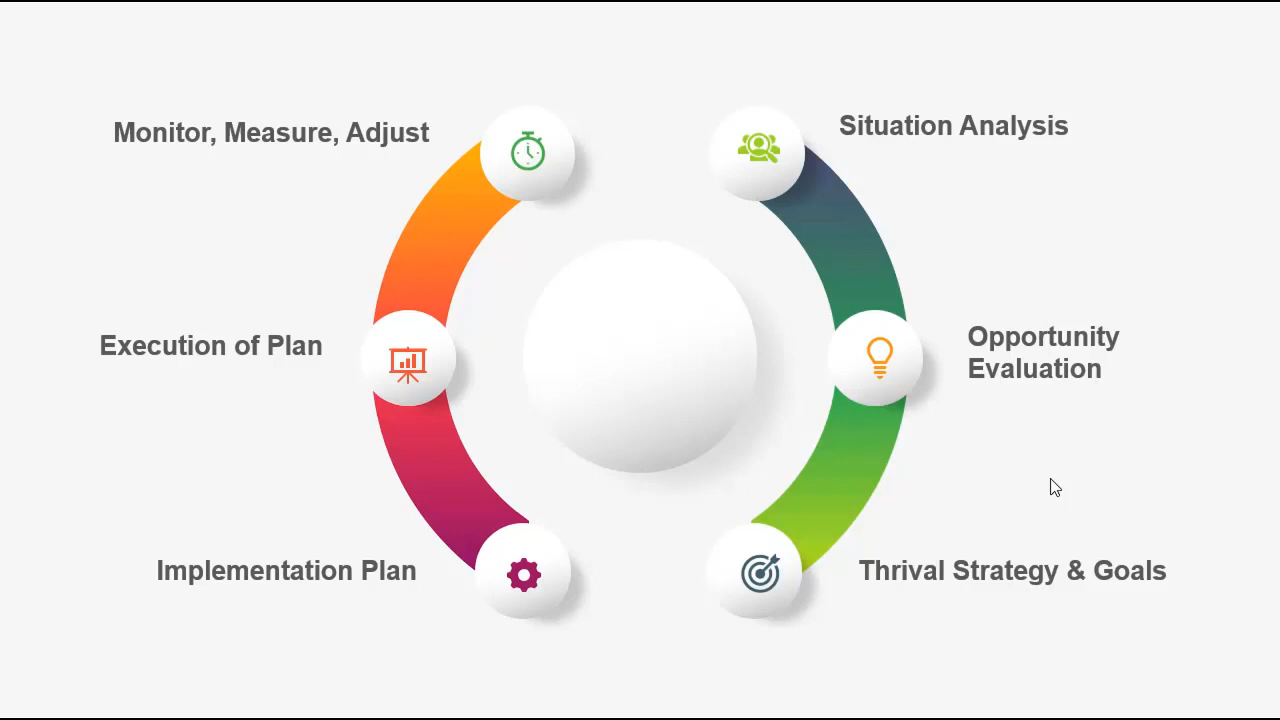 Monitor, Measure, Adjust
Situation Analysis
Execution of Plan
Opportunity
Evaluation
Implementation Plan
Thrival Strategy & Goals